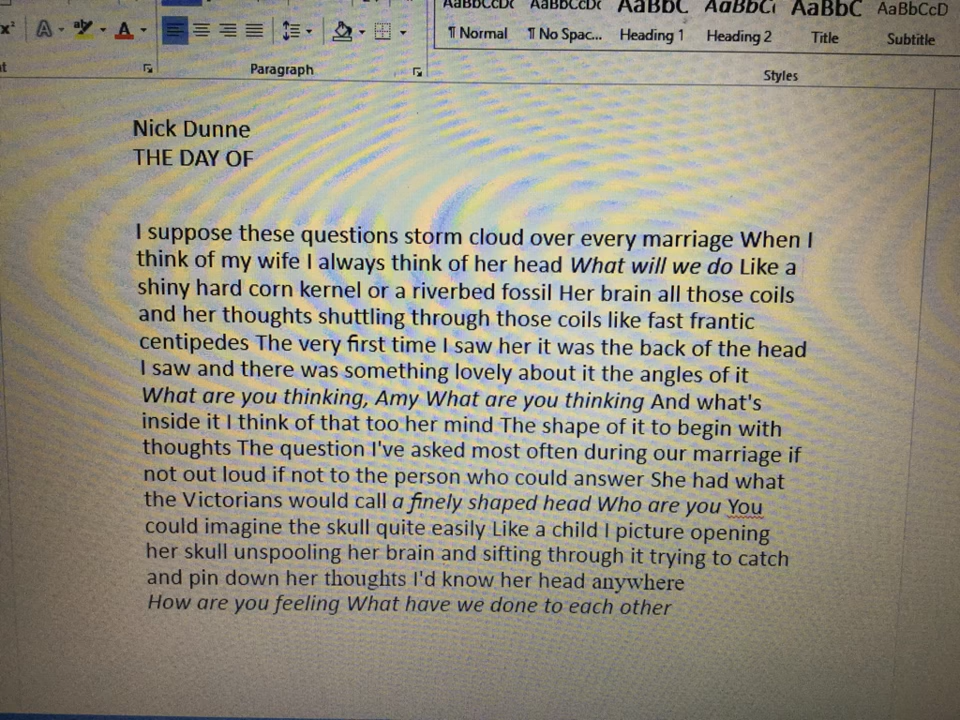 AaBbCcDc AaBbCcDc AaBbC AaBbCc AaBbC AaBbCcD
¶ Normal ¶ No Spac... Heading 1 Heading 2 Title Subtitle
Paragraph Styles
Nick Dunne
THE DAY OF
I suppose these questions storm cloud over every marriage When I
think of my wife I always think of her head What will we do Like a
shiny hard corn kernel or a riverbed fossil Her brain all those coils
and her thoughts shuttling through those coils like fast frantic
centipedes The very first time I saw her it was the back of the head
I saw and there was something lovely about it the angles of it
What are you thinking, Amy What are you thinking And what's
inside it I think of that too her mind The shape of it to begin with
thoughts The question I've asked most often during our marriage if
not out loud if not to the person who could answer She had what
the Victorians would call a finely shaped head Who are you You
could imagine the skull quite easily Like a child I picture opening
her skull unspooling her brain and sifting through it trying to catch
and pin down her thoughts I'd know her head anywhere
How are you feeling What have we done to each other